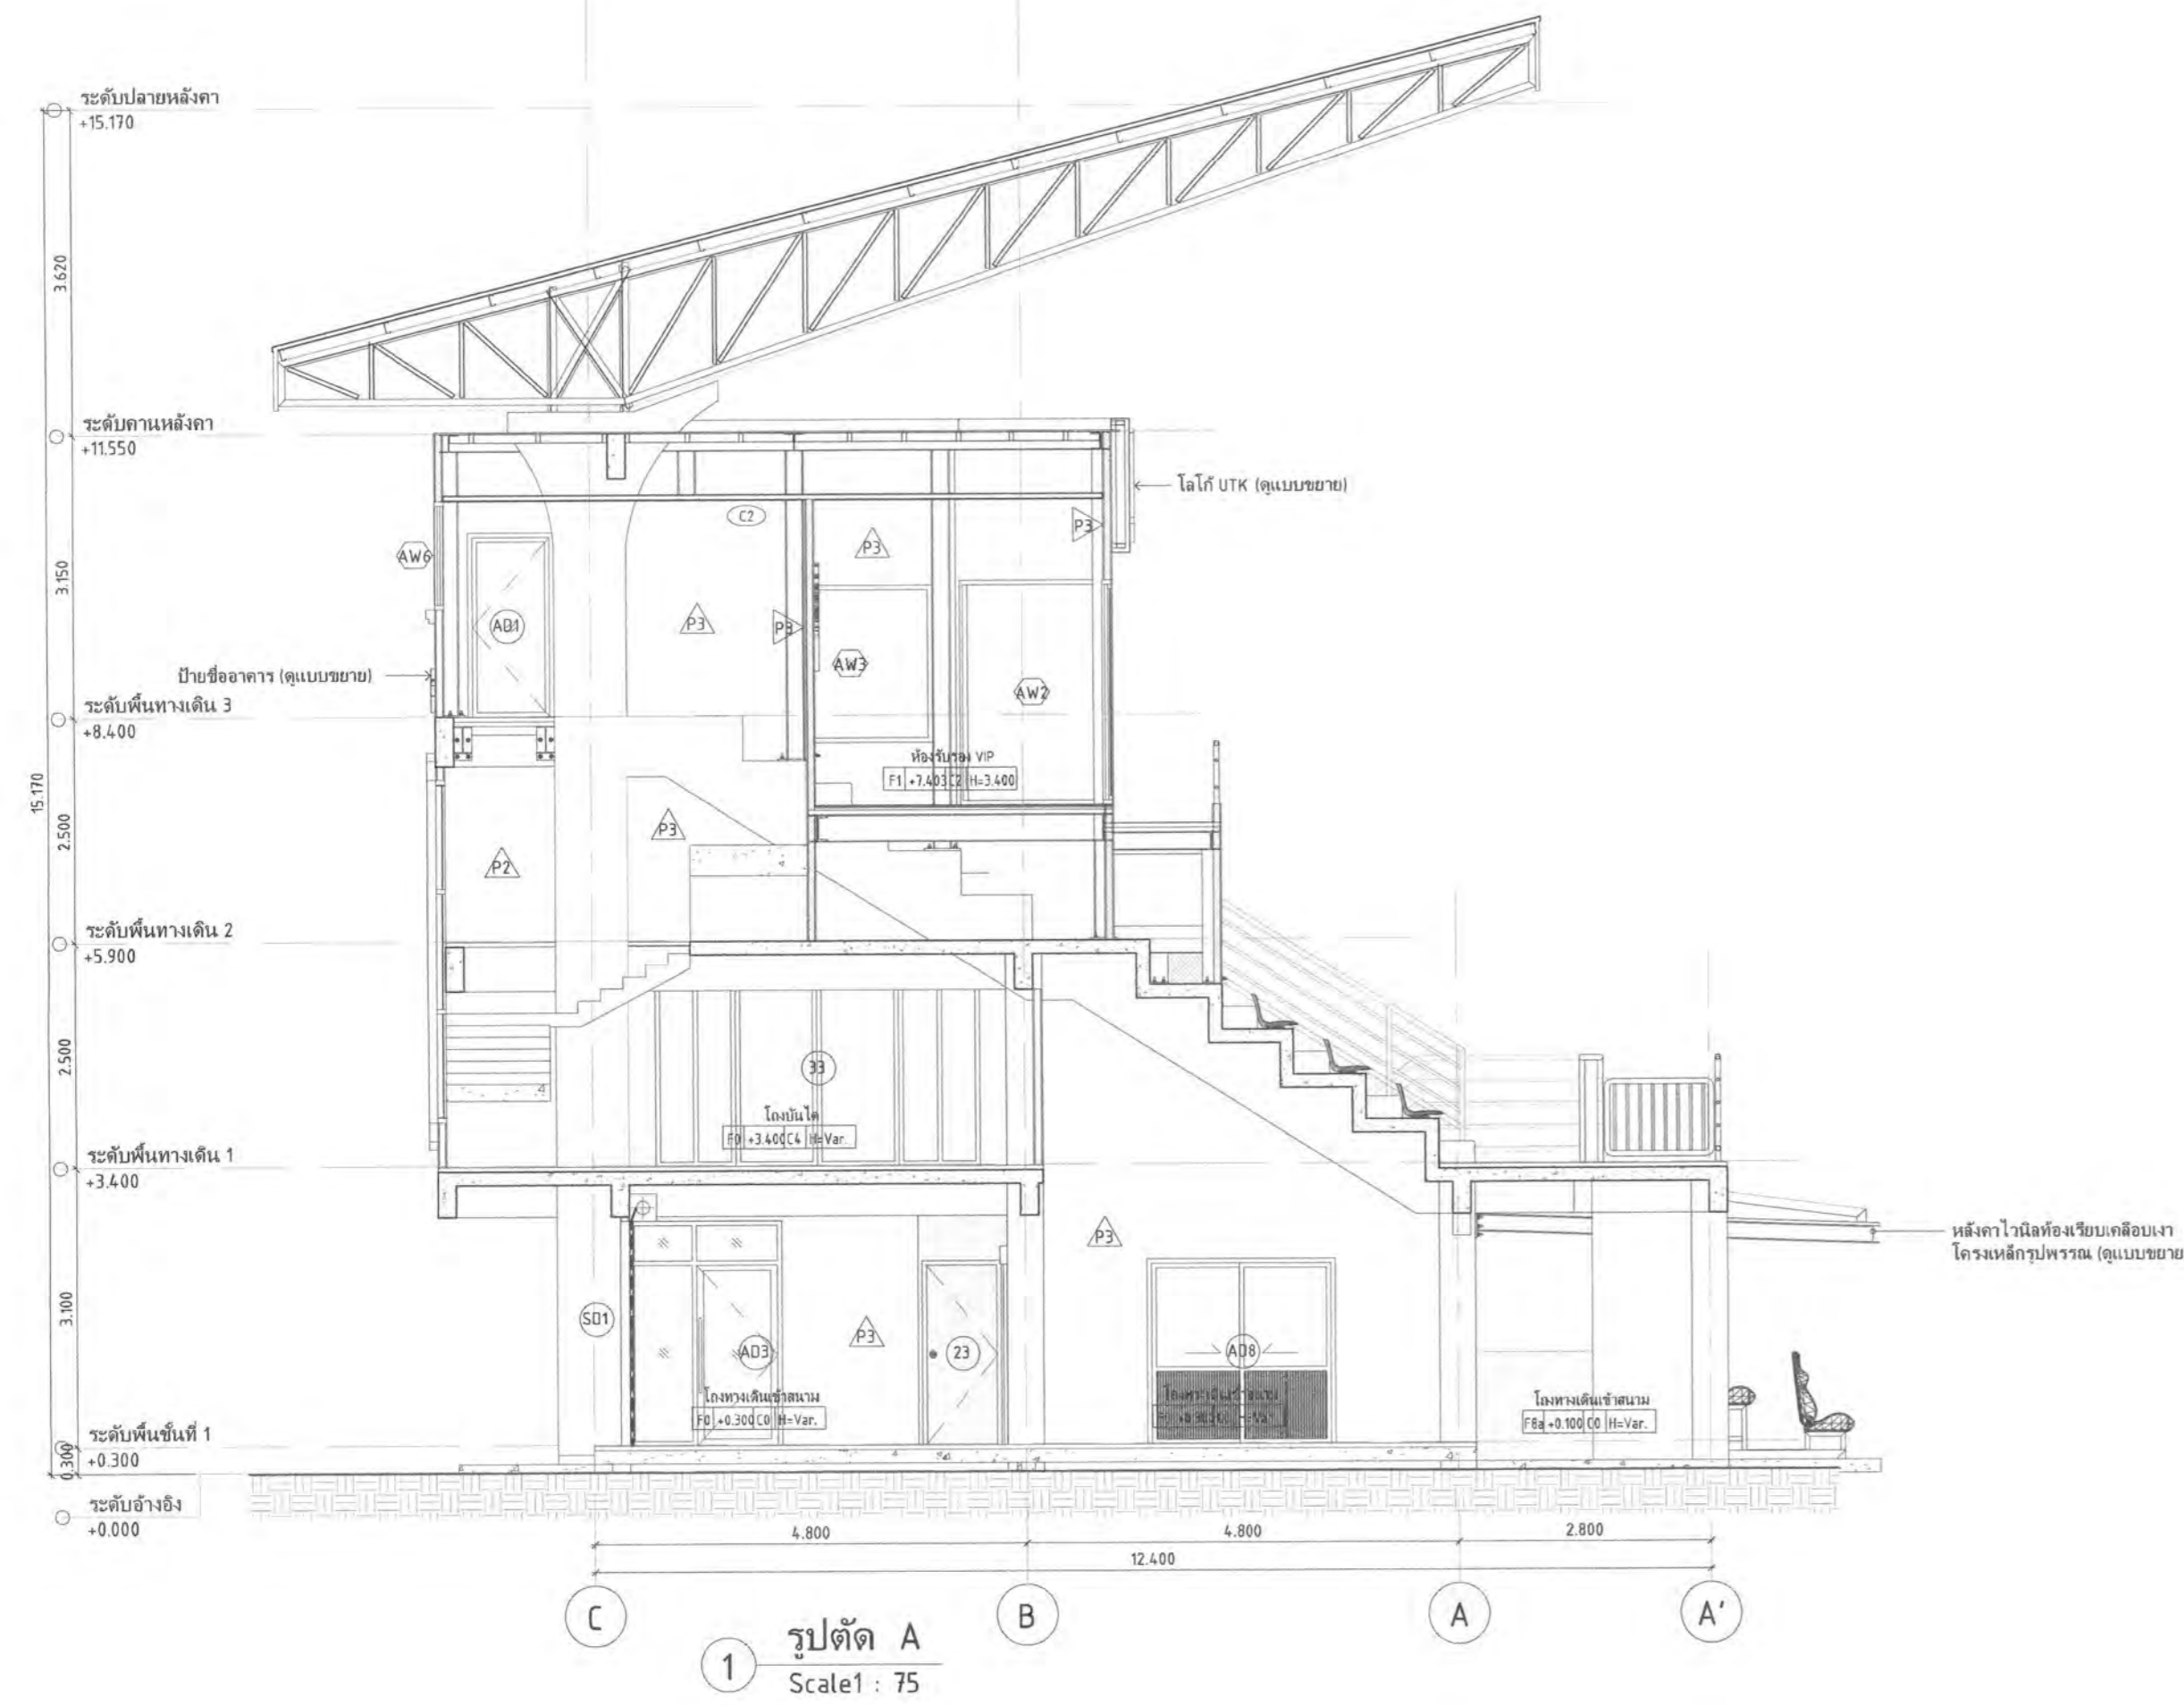 ระดับปลายหลังคา
+15.170
3.620
ระดับคานหลังคา
+11.550
โลโก้ UTK (ดูแบบขยาย)
C2
P3
P3
AW6
3.150
AD1
P3
P3
AW3
AW2
ป้ายชื่ออาคาร (ดูแบบขยาย)
ระดับพื้นทางเดิน 3
+8.400
ห้องรับรอง VIP
F1 +7.403 C2 H=3.400
15.170
2.500
P3
P2
ระดับพื้นทางเดิน 2
+5.900
2.500
33
โถงบันได
F0 +3.400 C4 H=Var.
ระดับพื้นทางเดิน 1
+3.400
P3
หลังคาไวนิลท้องเรียบเคลือบเงา
โครงเหล็กรูปพรรณ (ดูแบบขยาย
3.100
SD1
AD3
P3
23
AD8
โถงทางเดินเข้าสนาม
F0 +0.300 C0 H=Var.
โถงทางเดินเข้าสนาม
F8a +0.100 C0 H=Var.
ระดับพื้นชั้นที่ 1
+0.300
0.300
ระดับอ้างอิง
+0.000
4.800
4.800
2.800
12.400
C
B
A
A'
1
รูปตัด A
Scale1 : 75